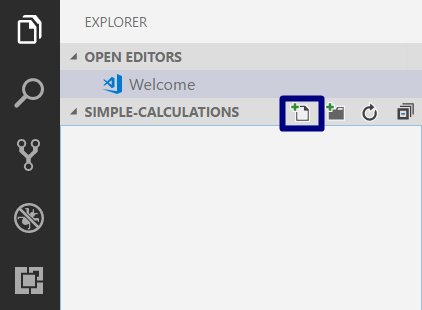 EXPLORER
OPEN EDITORS
Welcome
SIMPLE-CALCULATIONS